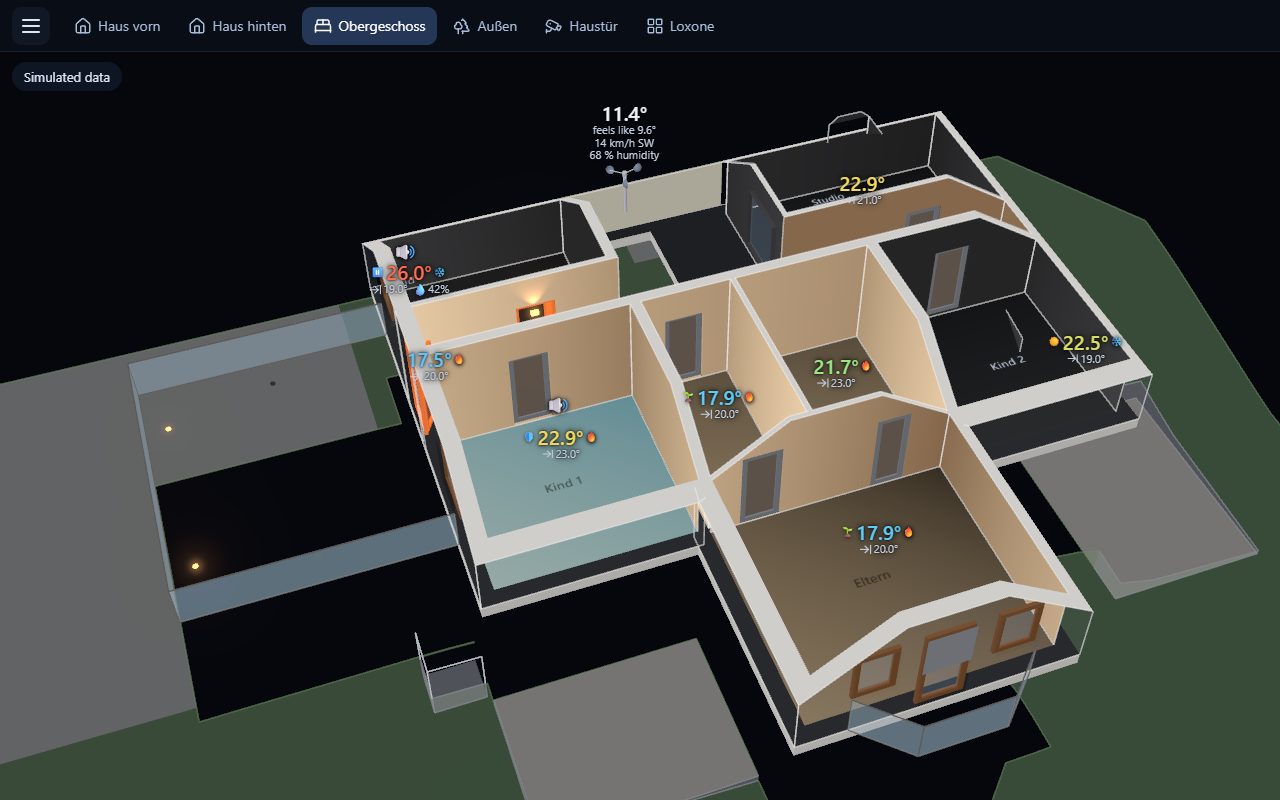 Haus vorn
Haus hinten
Obergeschoss
Außen
Haustür
Loxone
Simulated data
11.4°
feels like 9.6°
14 km/h SW
68 % humidity
22.9°
Studio
21.0°
26.0°
19.0° 42%
17.5°
20.0°
22.5°
19.0°
Kind 2
21.7°
23.0°
17.9°
20.0°
22.9°
23.0°
Kind 1
17.9°
20.0°
Eltern